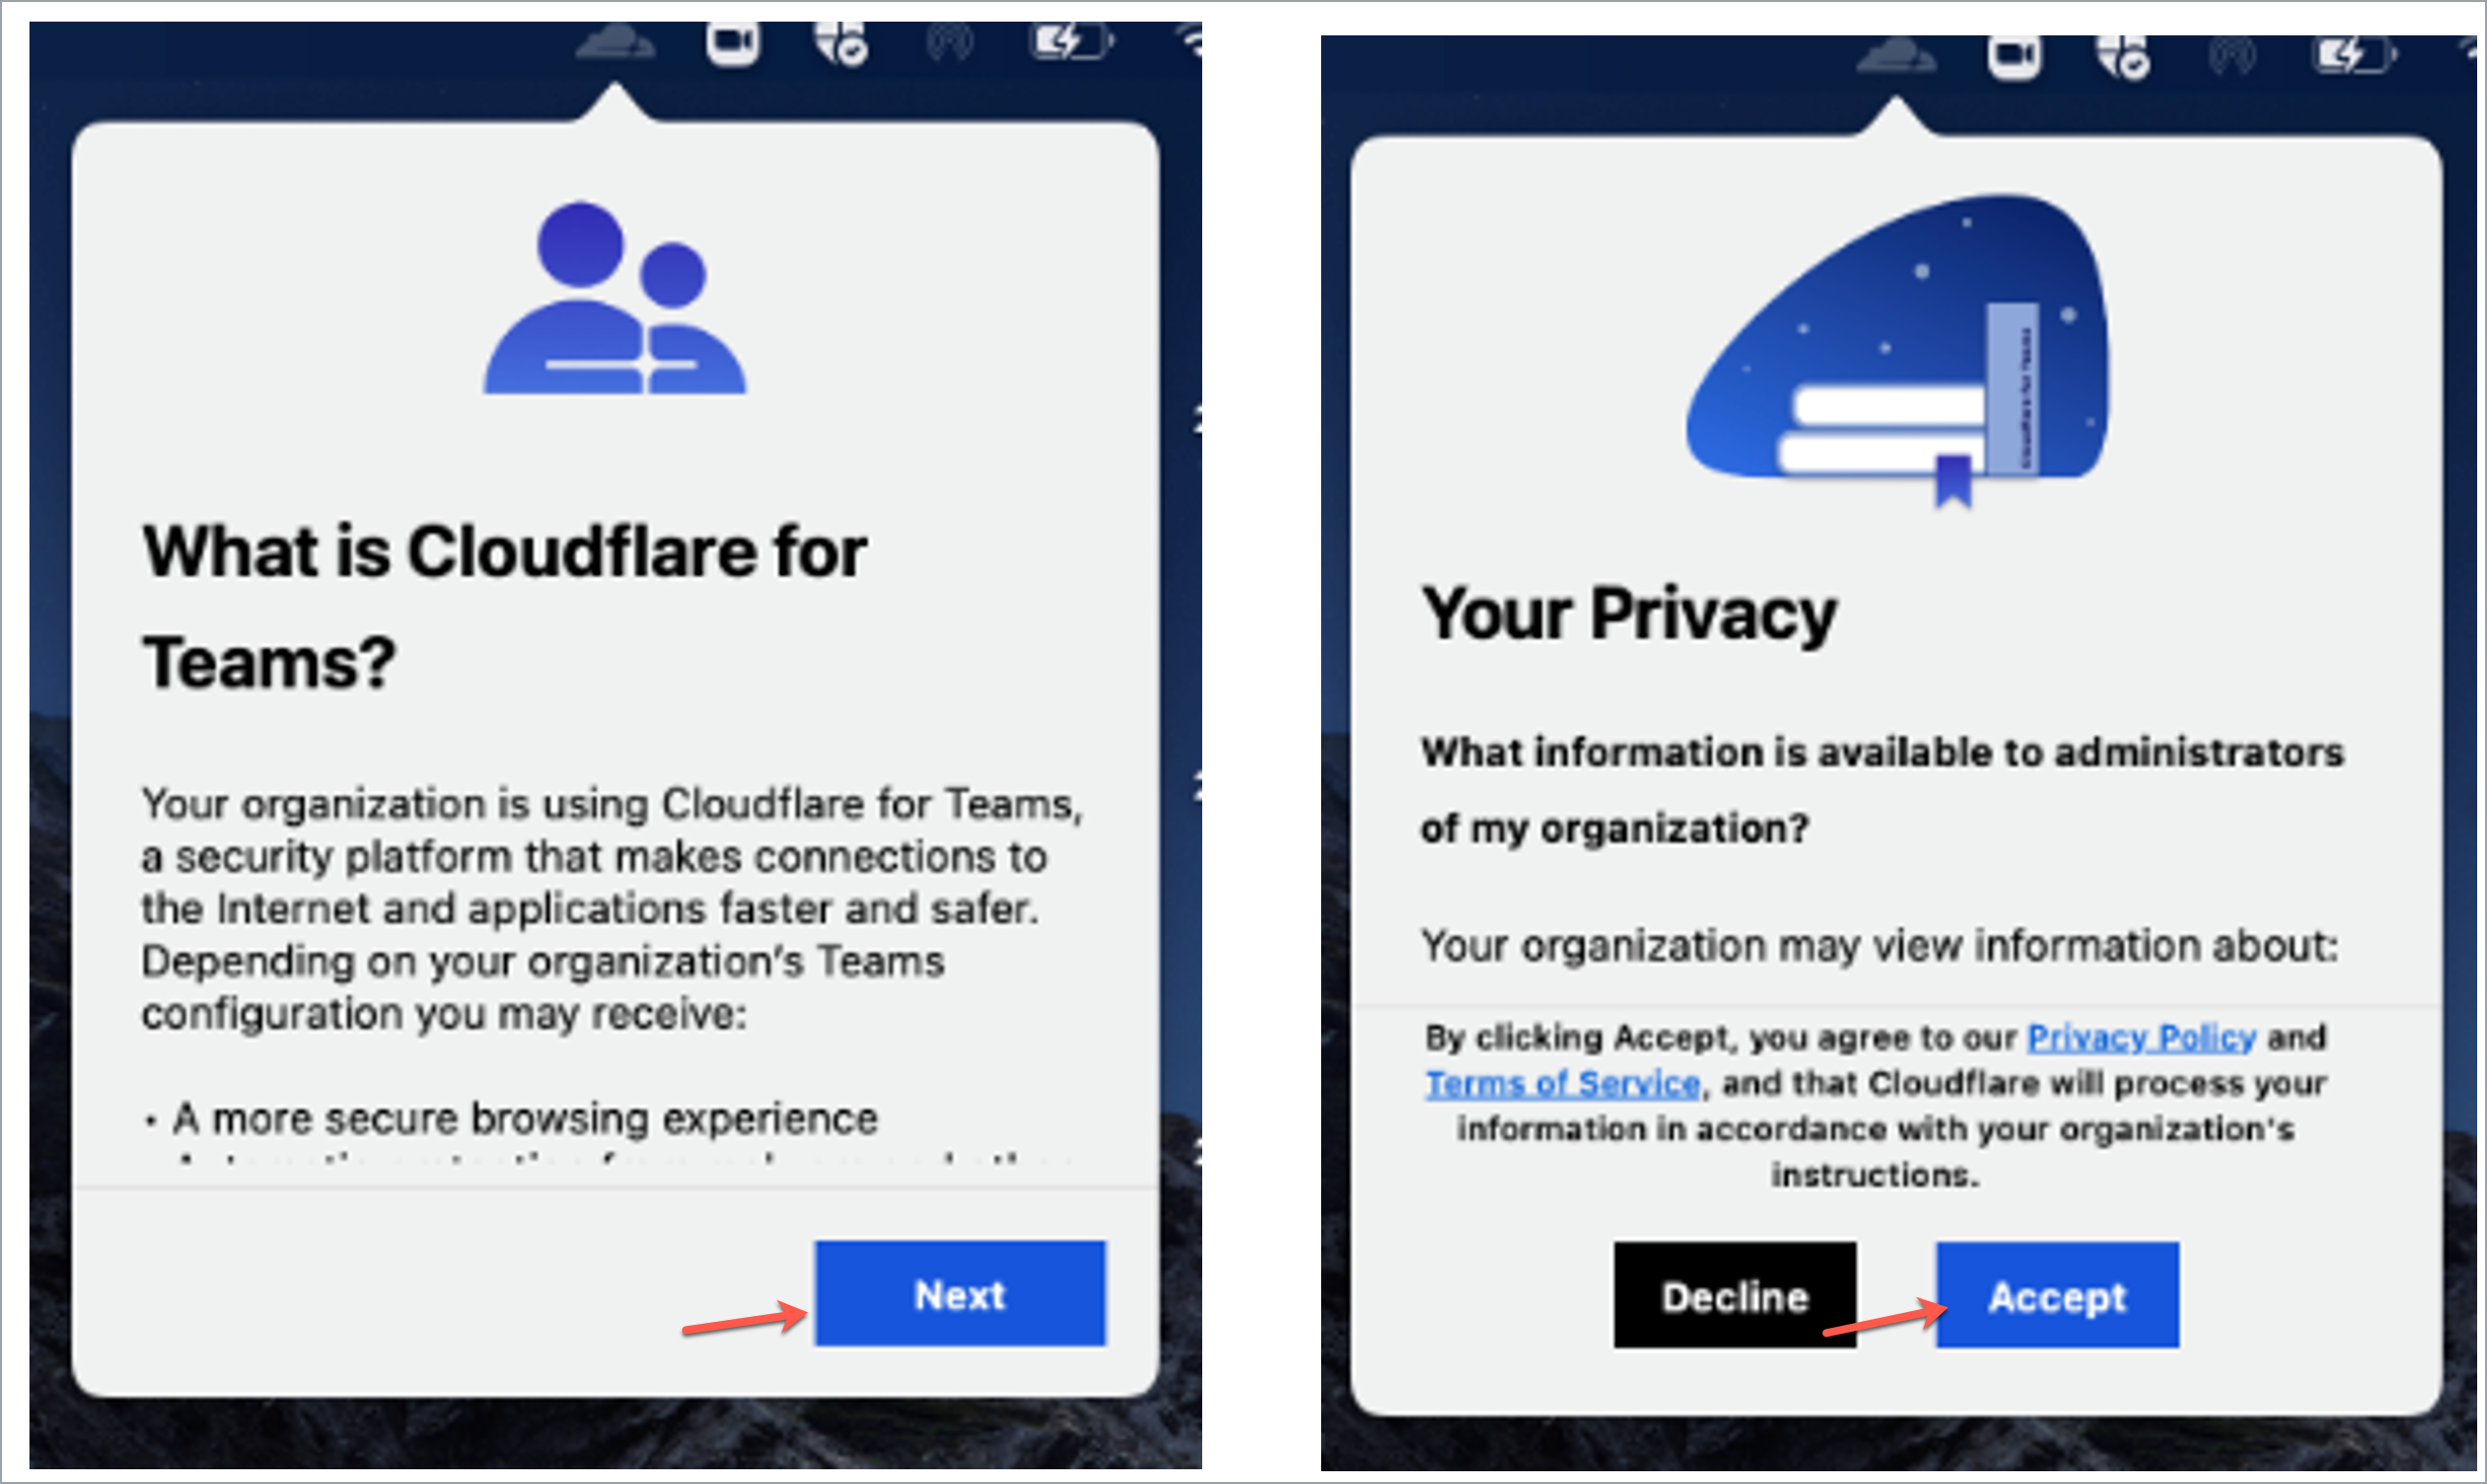 What is Cloudflare for
Teams?
Your organization is using Cloudflare for Teams,
a security platform that makes connections to
the Internet and applications faster and safer.
Depending on your organization’s Teams
configuration you may receive:
• A more secure browsing experience
Next
Your Privacy
What information is available to administrators
of my organization?
Your organization may view information about:
By clicking Accept, you agree to our Privacy Policy and
Terms of Service, and that Cloudflare will process your
information in accordance with your organization's
instructions.
Decline
Accept